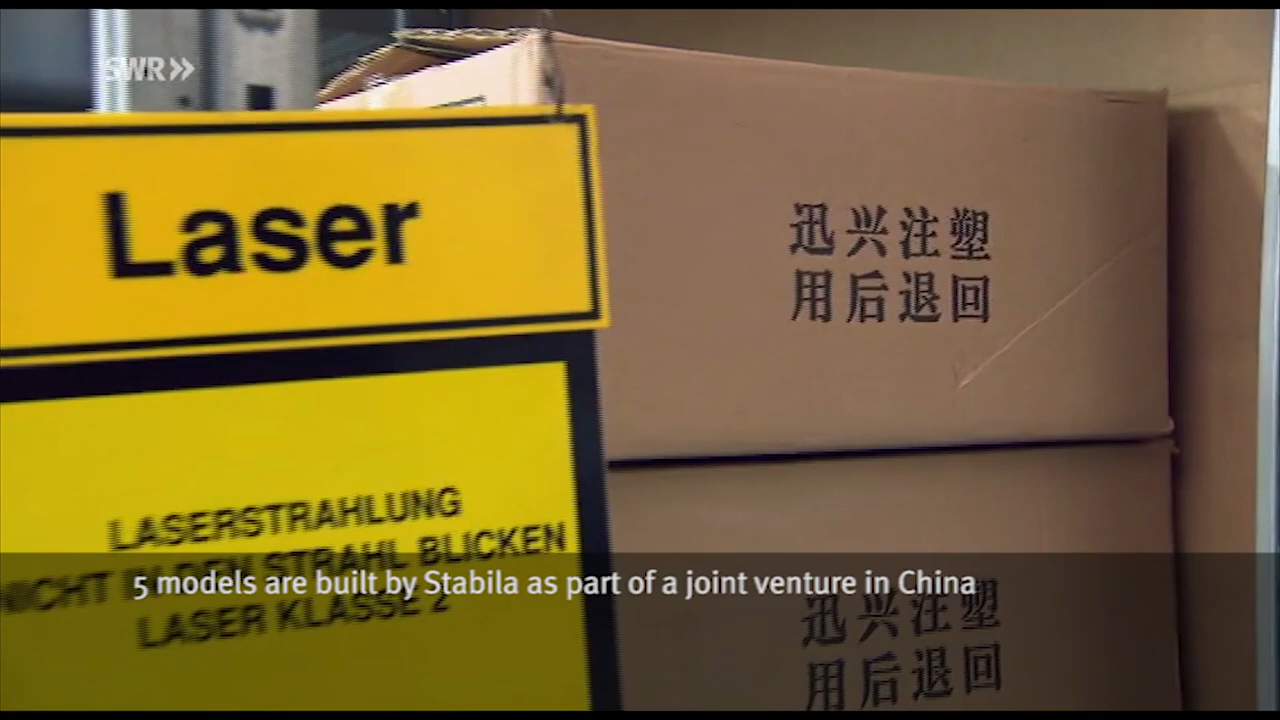 SWR
Laser
LASERSTRAHLUNG
NICHT IN DEN STRAHL BLICKEN
LASER KLASSE 2
迅兴注塑
用后退回
5 models are built by Stabila as part of a joint venture in China
迅兴注塑
用后退回